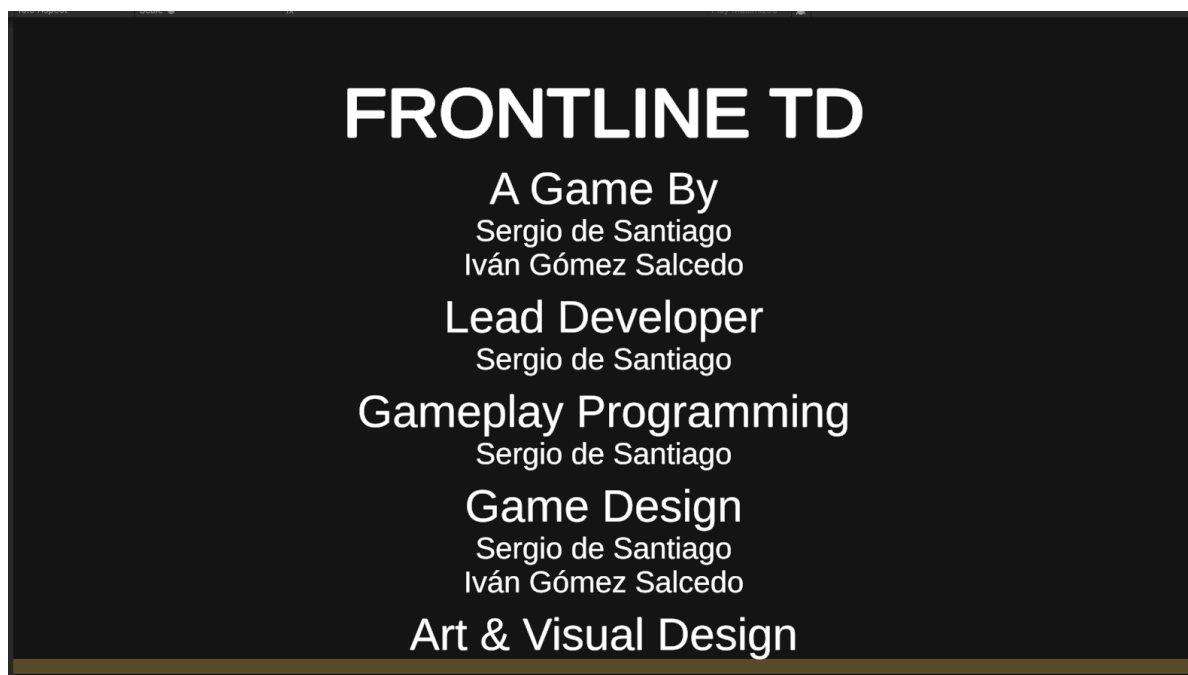 FRONTLINE TD
A Game By
Sergio de Santiago
Iván Gómez Salcedo
Lead Developer
Sergio de Santiago
Gameplay Programming
Sergio de Santiago
Game Design
Sergio de Santiago
Iván Gómez Salcedo
Art & Visual Design